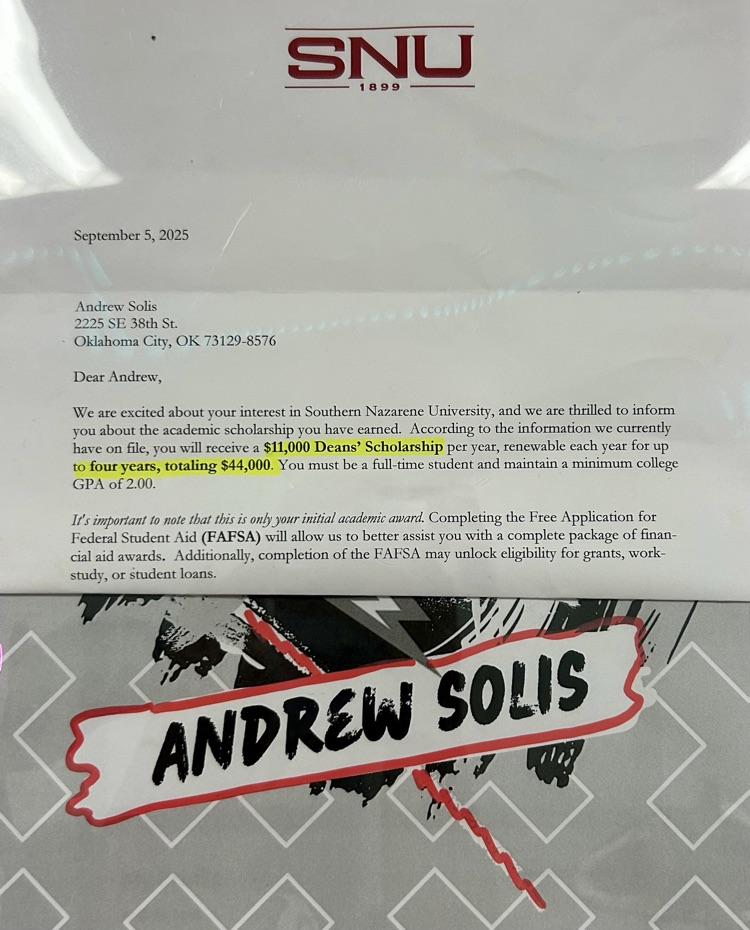 SNU
1899
September 5, 2025
Andrew Solis
2225 SE 38th St.
Oklahoma City, OK 73129-8576
Dear Andrew,
We are excited about your interest in Southern Nazarene University, and we are thrilled to inform
you about the academic scholarship you have earned. According to the information we currently
have on file, you will receive a $11,000 Deans' Scholarship per year, renewable each year for up
to four years, totaling $44,000. You must be a full-time student and maintain a minimum college
GPA of 2.00.
It's important to note that this is only your initial academic award. Completing the Free Application for
Federal Student Aid (FAFSA) will allow us to better assist you with a complete package of finan-
cial aid awards. Additionally, completion of the FAFSA may unlock eligibility for grants, work-
study, or student loans.
ANDREW SOLIS